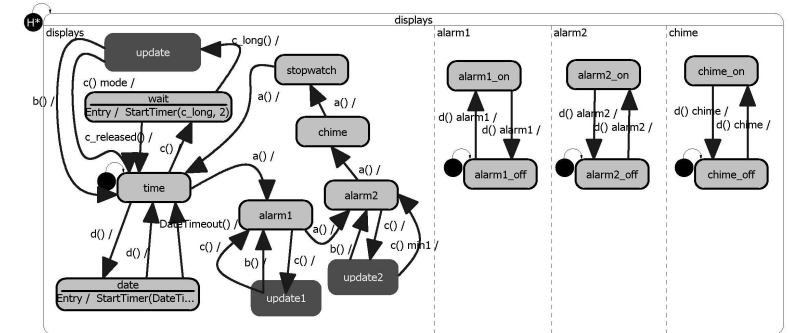 H*
displays
displays
alarm1
alarm2
chime
update
c_long() /
stopwatch
alarm1_on
alarm2_on
chime_on
c() mode /
a() /
b() /
wait
Entry / StartTimer(c_long, 2)
a() /
d() chime /
d() alarm1 /
d() alarm2 /
c_released() /
c() /
chime
d() alarm1 /
d() alarm2 /
d() chime /
a() /
a() /
time
alarm1_off
alarm2_off
chime_off
alarm2
DateTimeout() /
alarm1
a() /
c() /
d() /
d() /
c() /
b() /
c() min1 /
b() /
c() /
update2
date
Entry / StartTimer(DateTi...
update1